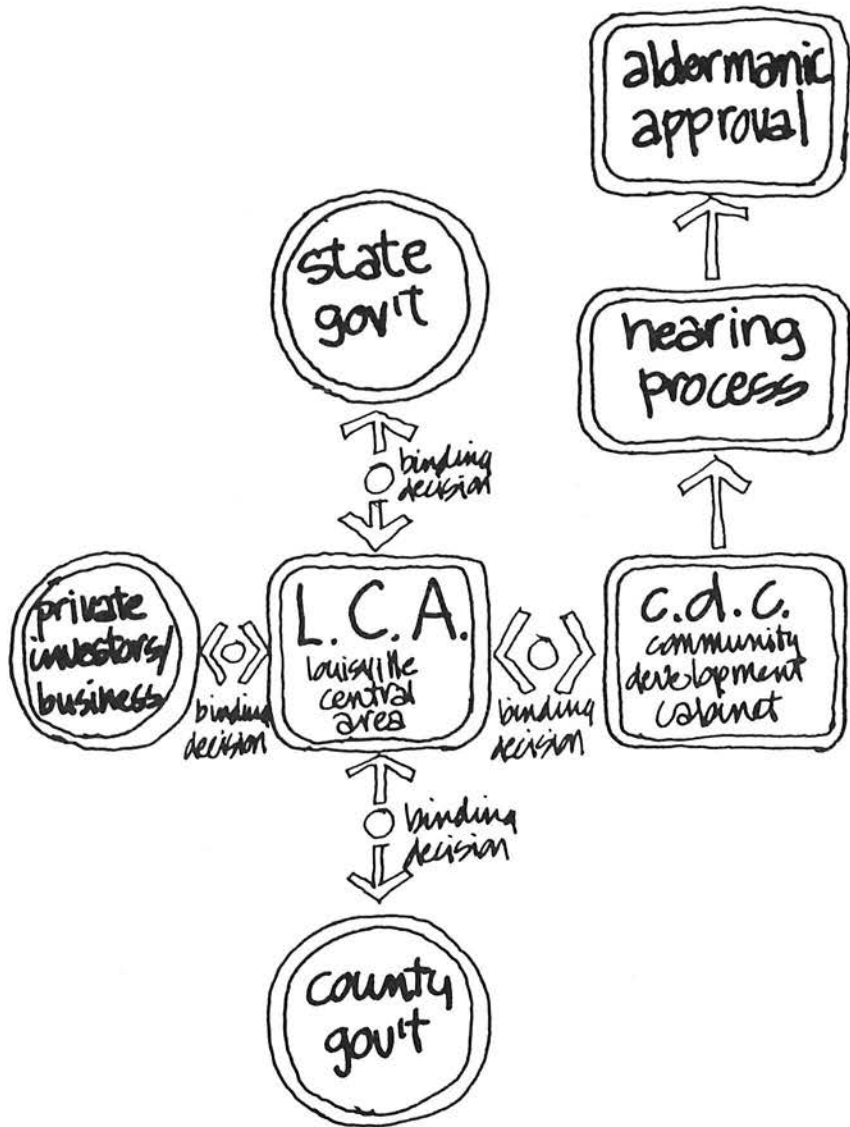 aldermanic
approval
state
gov't
hearing
process
binding
decision
private
investors/
business
L.C.A.
louisville
central
area
c.d.c.
community
development
cabinet
binding
decision
binding
decision
binding
decision
county
gov't